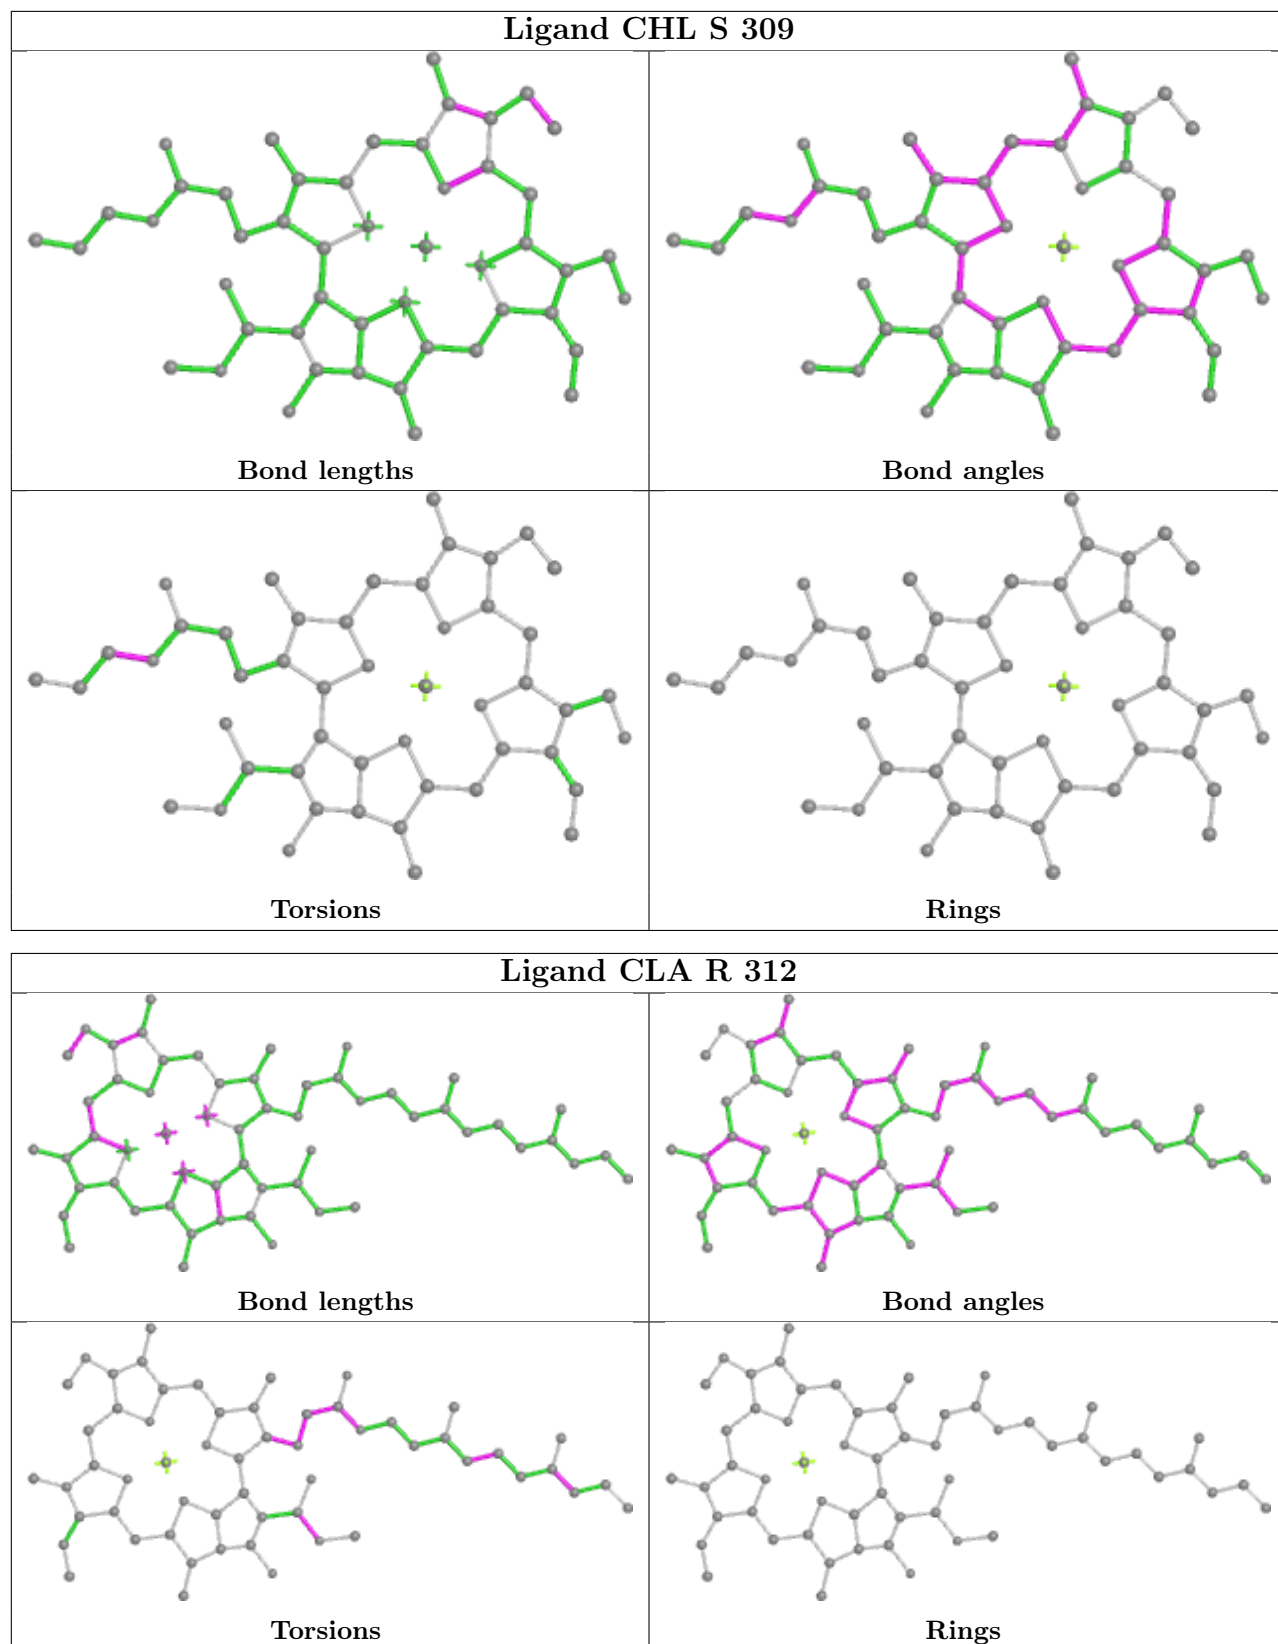 Ligand CHL S 309
Bond lengths
Bond angles
Torsions
Rings
Ligand CLA R 312
Bond lengths
Bond angles
Torsions
Rings